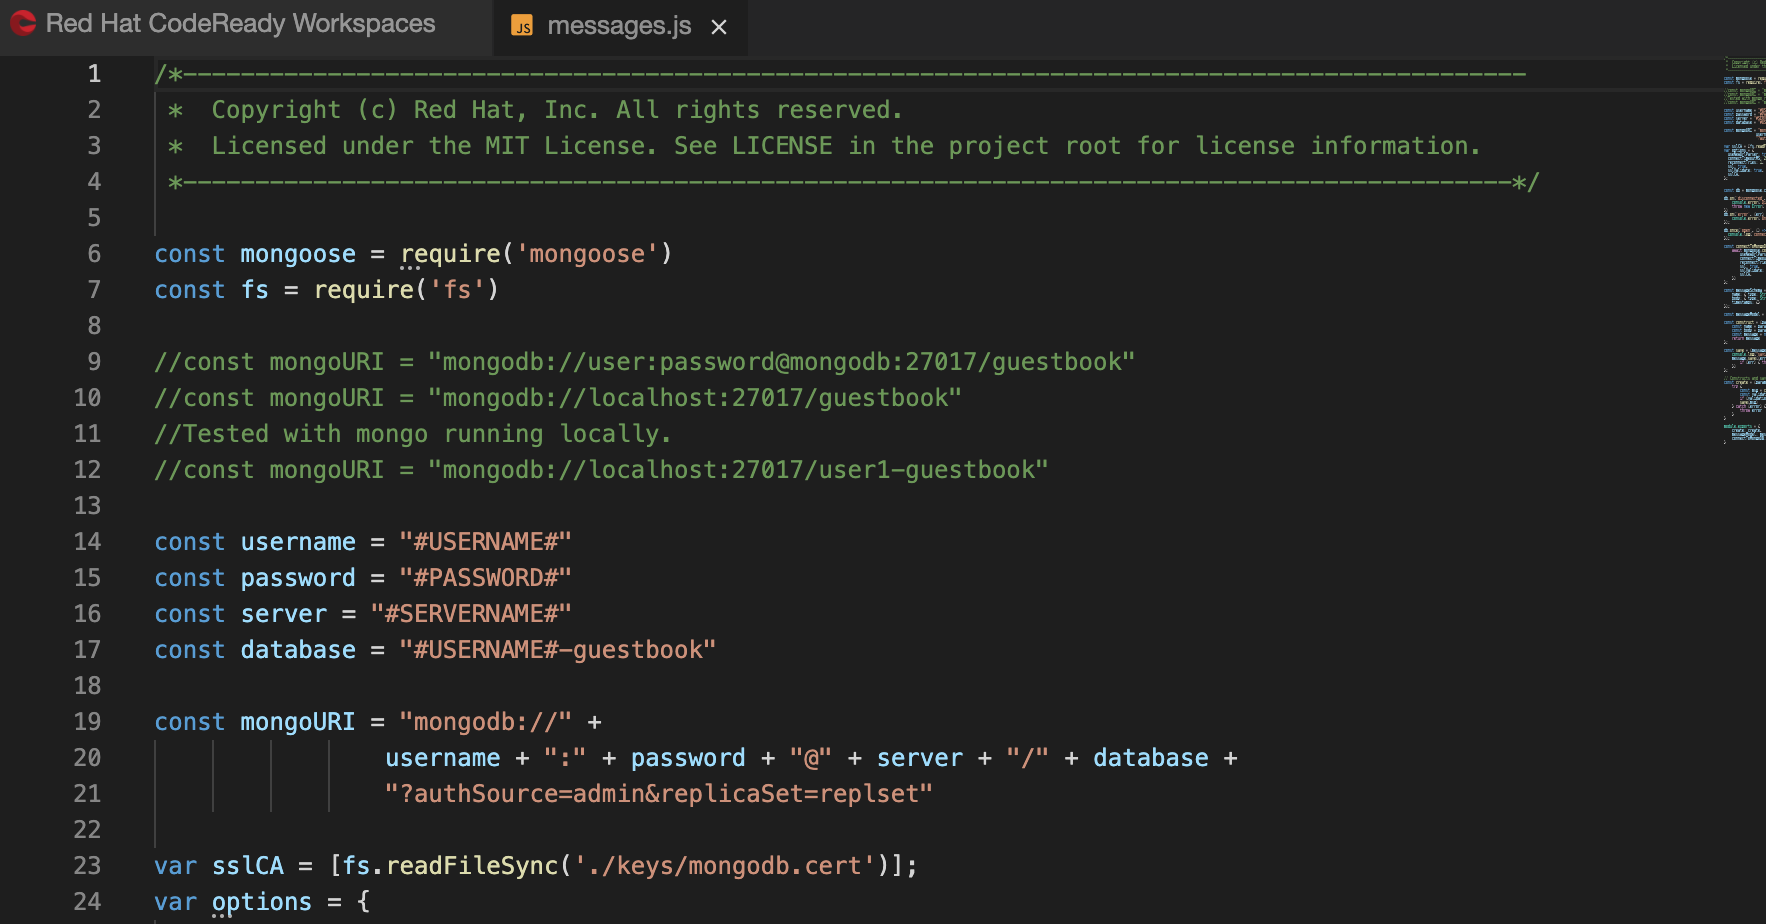 Red Hat CodeReady Workspaces
JS messages.js ×
1 /*---------------------------------------------------------------------------------------------
2  *  Copyright (c) Red Hat, Inc. All rights reserved.
3  *  Licensed under the MIT License. See LICENSE in the project root for license information.
4  *--------------------------------------------------------------------------------------------*/
5
6 const mongoose = require('mongoose')
7 const fs = require('fs')
8
9 //const mongoURI = "mongodb://user:password@mongodb:27017/guestbook"
10 //const mongoURI = "mongodb://localhost:27017/guestbook"
11 //Tested with mongo running locally.
12 //const mongoURI = "mongodb://localhost:27017/user1-guestbook"
13
14 const username = "#USERNAME#"
15 const password = "#PASSWORD#"
16 const server = "#SERVERNAME#"
17 const database = "#USERNAME#-guestbook"
18
19 const mongoURI = "mongodb://" +
20                 username + ":" + password + "@" + server + "/" + database +
21                 "?authSource=admin&replicaSet=replset"
22
23 var sslCA = [fs.readFileSync('./keys/mongodb.cert')];
24 var options = {